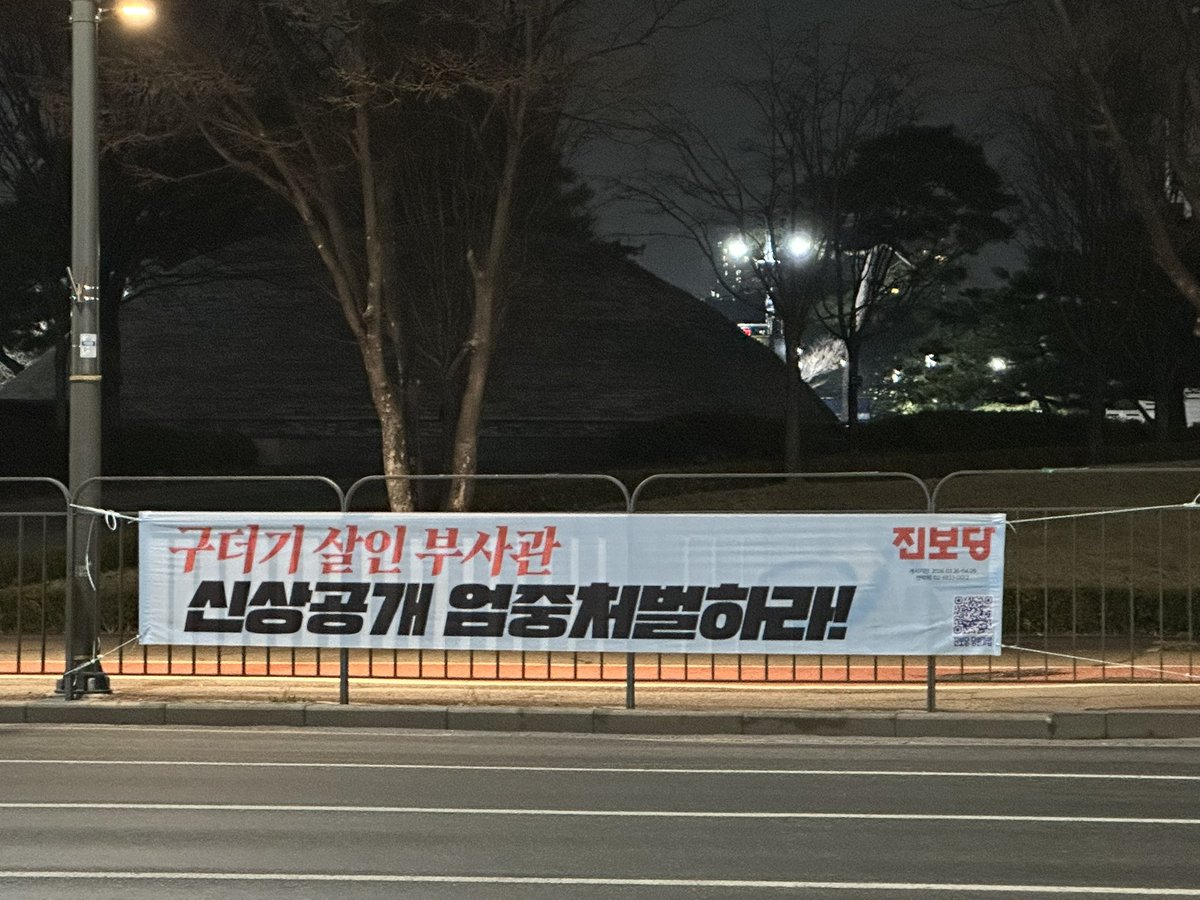 구더기 살인 부사관
신상공개 엄중처벌하라!
진보당